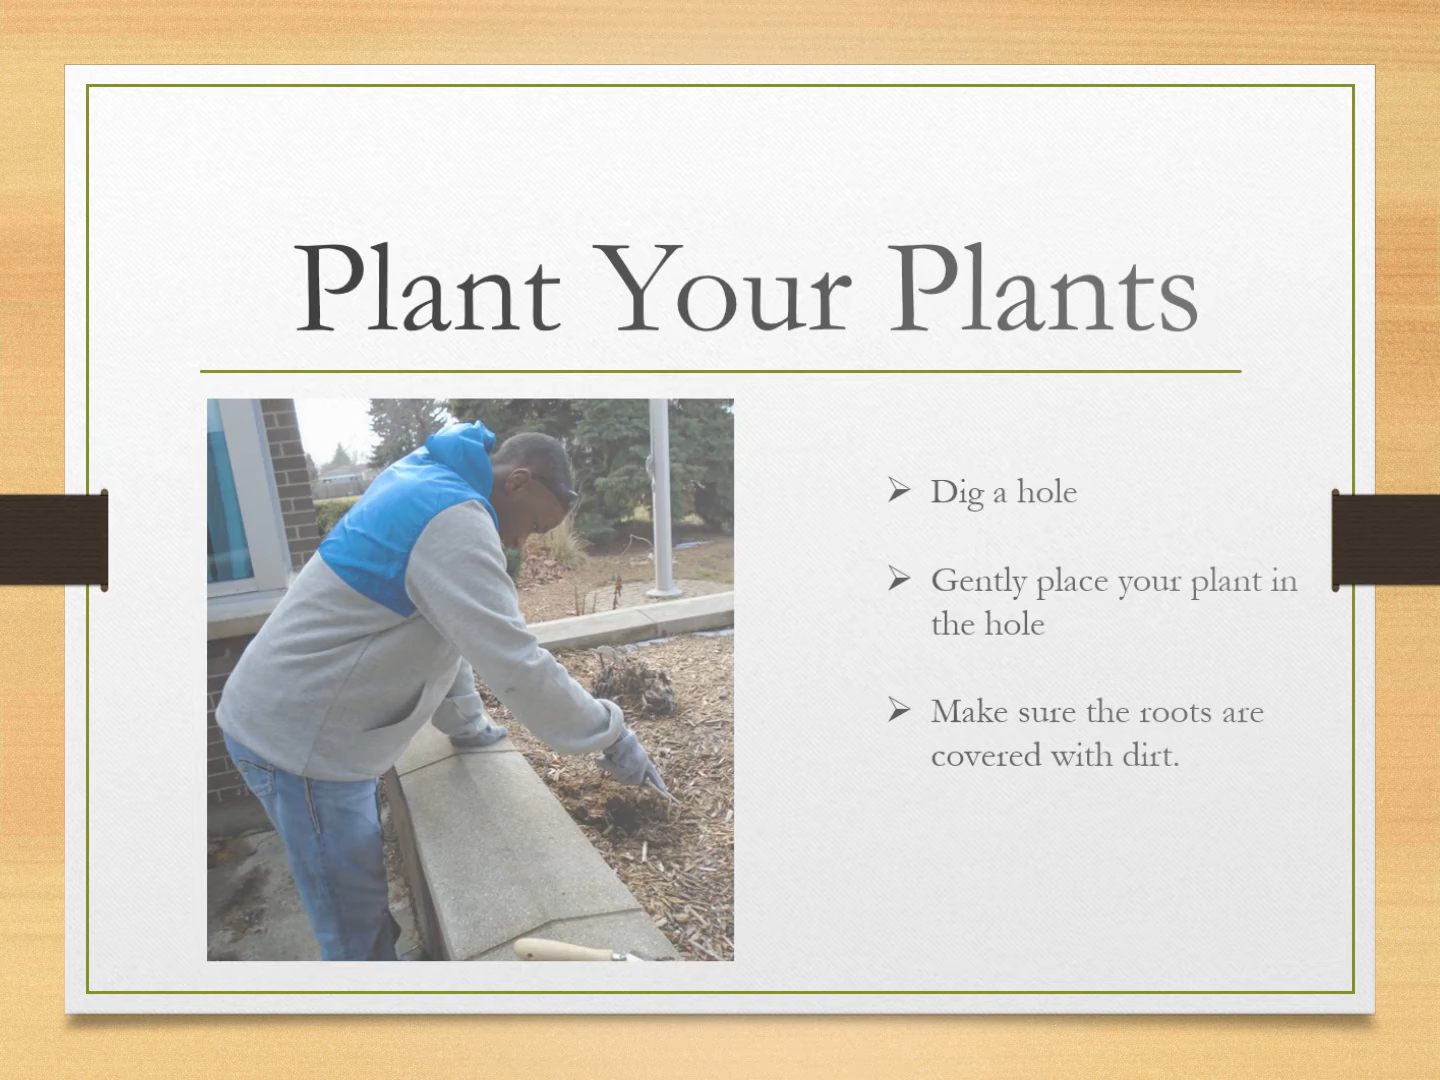 Plant Your Plants
➢ Dig a hole
➢ Gently place your plant in
the hole
➢ Make sure the roots are
covered with dirt.